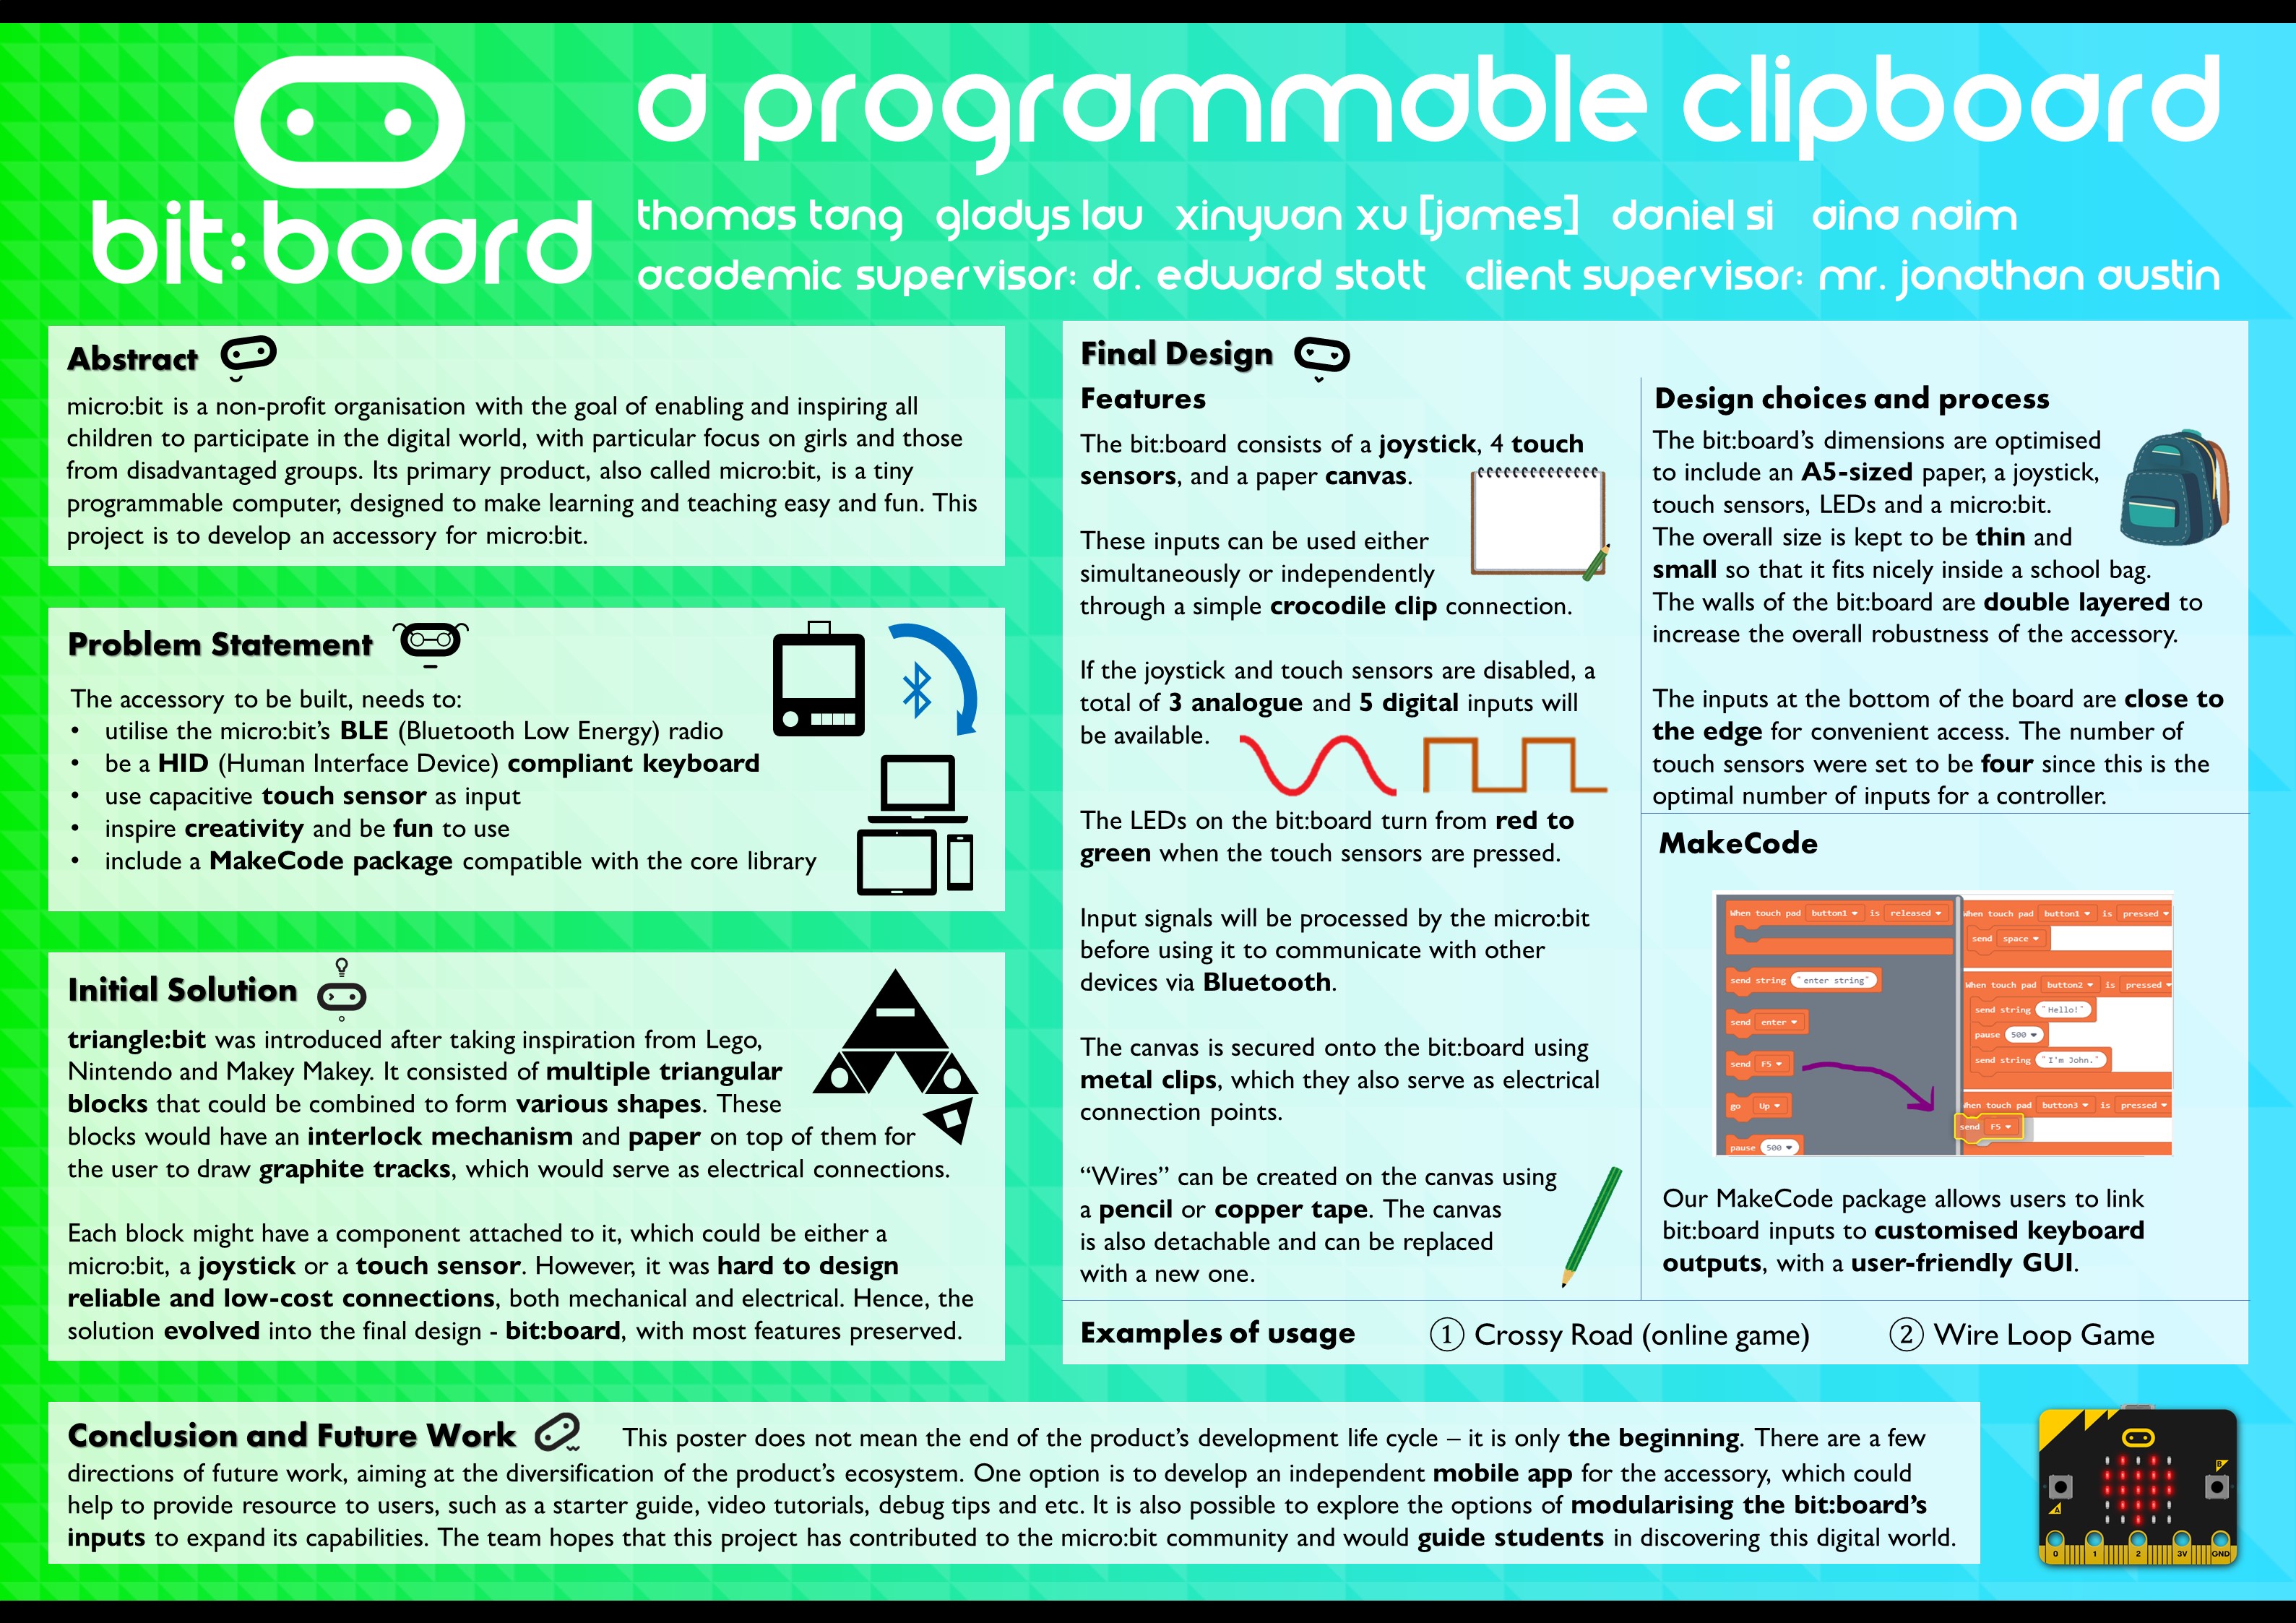 bit:board
a programmable clipboard
thomas tang gladys lau xinyuan xu [james] daniel si aina naim
academic supervisor: dr. edward stott client supervisor: mr. jonathan austin
Abstract
micro:bit is a non-profit organisation with the goal of enabling and inspiring all
children to participate in the digital world, with particular focus on girls and those
from disadvantaged groups. Its primary product, also called micro:bit, is a tiny
programmable computer, designed to make learning and teaching easy and fun. This
project is to develop an accessory for micro:bit.
Problem Statement
The accessory to be built, needs to:
• utilise the micro:bit's BLE (Bluetooth Low Energy) radio
• be a HID (Human Interface Device) compliant keyboard
• use capacitive touch sensor as input
• inspire creativity and be fun to use
• include a MakeCode package compatible with the core library
Initial Solution
triangle:bit was introduced after taking inspiration from Lego,
Nintendo and Makey Makey. It consisted of multiple triangular
blocks that could be combined to form various shapes. These
blocks would have an interlock mechanism and paper on top of them for
the user to draw graphite tracks, which would serve as electrical connections.
Each block might have a component attached to it, which could be either a
micro:bit, a joystick or a touch sensor. However, it was hard to design
reliable and low-cost connections, both mechanical and electrical. Hence, the
solution evolved into the final design - bit:board, with most features preserved.
Final Design
Features
The bit:board consists of a joystick, 4 touch
sensors, and a paper canvas.
These inputs can be used either
simultaneously or independently
through a simple crocodile clip connection.
If the joystick and touch sensors are disabled, a
total of 3 analogue and 5 digital inputs will
be available.
The LEDs on the bit:board turn from red to
green when the touch sensors are pressed.
Input signals will be processed by the micro:bit
before using it to communicate with other
devices via Bluetooth.
The canvas is secured onto the bit:board using
metal clips, which they also serve as electrical
connection points.
“Wires” can be created on the canvas using
a pencil or copper tape. The canvas
is also detachable and can be replaced
with a new one.
Design choices and process
The bit:board's dimensions are optimised
to include an A5-sized paper, a joystick,
touch sensors, LEDs and a micro:bit.
The overall size is kept to be thin and
small so that it fits nicely inside a school bag.
The walls of the bit:board are double layered to
increase the overall robustness of the accessory.
The inputs at the bottom of the board are close to
the edge for convenient access. The number of
touch sensors were set to be four since this is the
optimal number of inputs for a controller.
MakeCode
When touch pad button1 is released
send string "enter string"
send enter
send F5
go Up
pause 500
When touch pad button1 is pressed
send space
When touch pad button2 is pressed
send string "Hello!"
pause 500
send string "I'm John."
When touch pad button3 is pressed
send F5
Our MakeCode package allows users to link
bit:board inputs to customised keyboard
outputs, with a user-friendly GUI.
Examples of usage ① Crossy Road (online game) ② Wire Loop Game
Conclusion and Future Work This poster does not mean the end of the product's development life cycle – it is only the beginning. There are a few
directions of future work, aiming at the diversification of the product's ecosystem. One option is to develop an independent mobile app for the accessory, which could
help to provide resource to users, such as a starter guide, video tutorials, debug tips and etc. It is also possible to explore the options of modularising the bit:board's
inputs to expand its capabilities. The team hopes that this project has contributed to the micro:bit community and would guide students in discovering this digital world.
A
B
0 1 2 3V GND